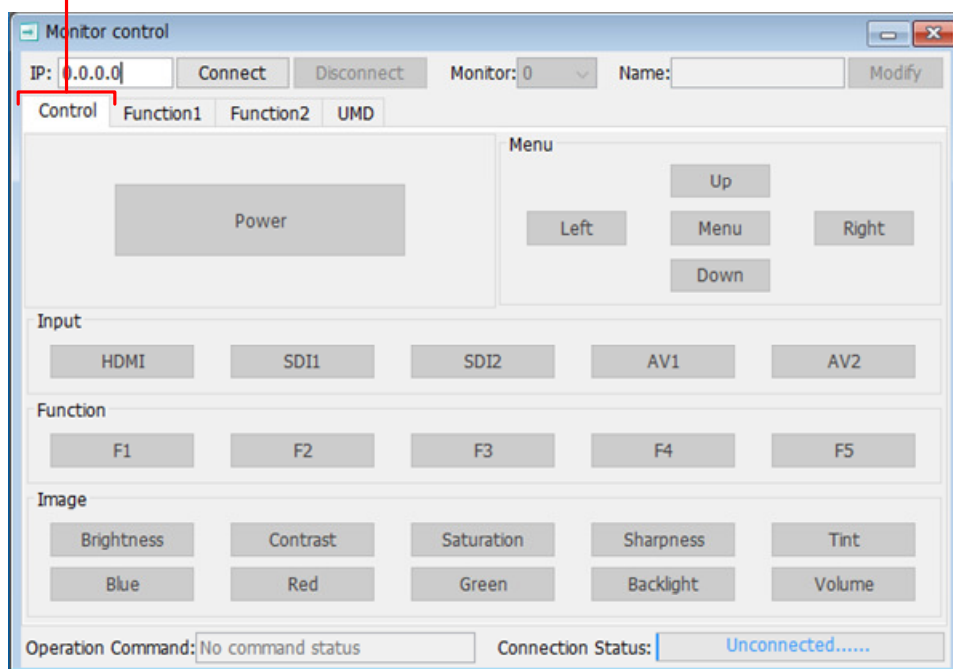 Monitor control
IP: 0.0.0.0 Connect Disconnect Monitor: 0 Name: Modify
Control Function1 Function2 UMD
Menu
Power
Up
Left Menu Right
Down
Input
HDMI SDI1 SDI2 AV1 AV2
Function
F1 F2 F3 F4 F5
Image
Brightness Contrast Saturation Sharpness Tint
Blue Red Green Backlight Volume
Operation Command: No command status Connection Status: Unconnected......